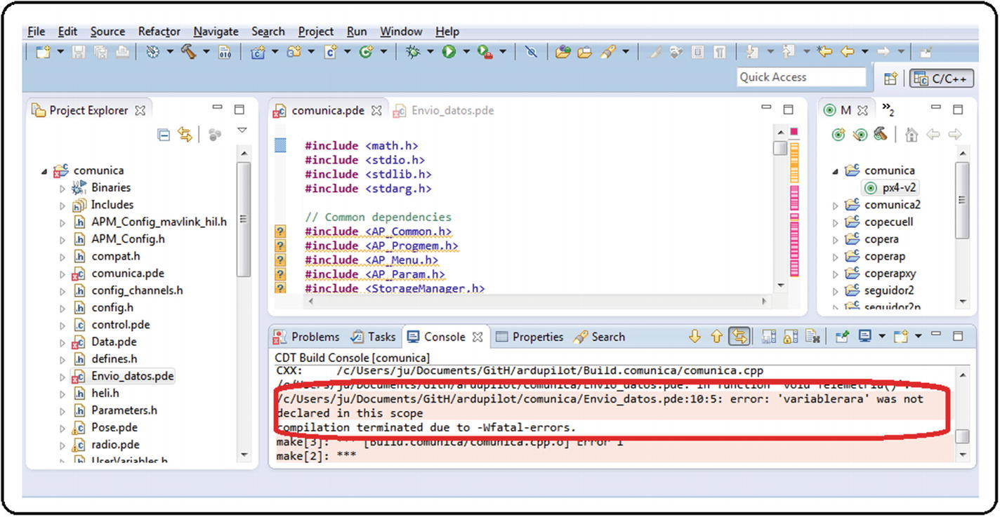 File Edit Source Refactor Navigate Search Project Run Window Help
Quick Access
C/C++
Project Explorer
comunica
Binaries
Includes
APM_Config_mavlink_hil.h
APM_Config.h
compat.h
comunica.pde
config_channels.h
config.h
control.pde
Data.pde
defines.h
Envio_datos.pde
heli.h
Parameters.h
Pose.pde
radio.pde
UserVariables.h
comunica.pde Envio_datos.pde
#include <math.h>
#include <stdio.h>
#include <stdlib.h>
#include <stdarg.h>
// Common dependencies
#include <AP_Common.h>
#include <AP_Progmem.h>
#include <AP_Menu.h>
#include <AP_Param.h>
#include <StorageManager.h>
M »2
comunica
px4-v2
comunica2
copecuell
copera
coperap
coperapxy
seguidor2
seguidor2p
Problems Tasks Console Properties Search
CDT Build Console [comunica]
CXX: /c/Users/ju/Documents/GitH/ardupilot/Build.comunica/comunica.cpp
/c/Users/ju/Documents/GitH/ardupilot/comunica/Envio_datos.pde: In function 'void Telemetria()':
/c/Users/ju/Documents/GitH/ardupilot/comunica/Envio_datos.pde:10:5: error: 'variablerara' was not
declared in this scope
compilation terminated due to -Wfatal-errors.
make[3]: *** [Build.comunica/comunica.cpp.o] Error 1
make[2]: ***